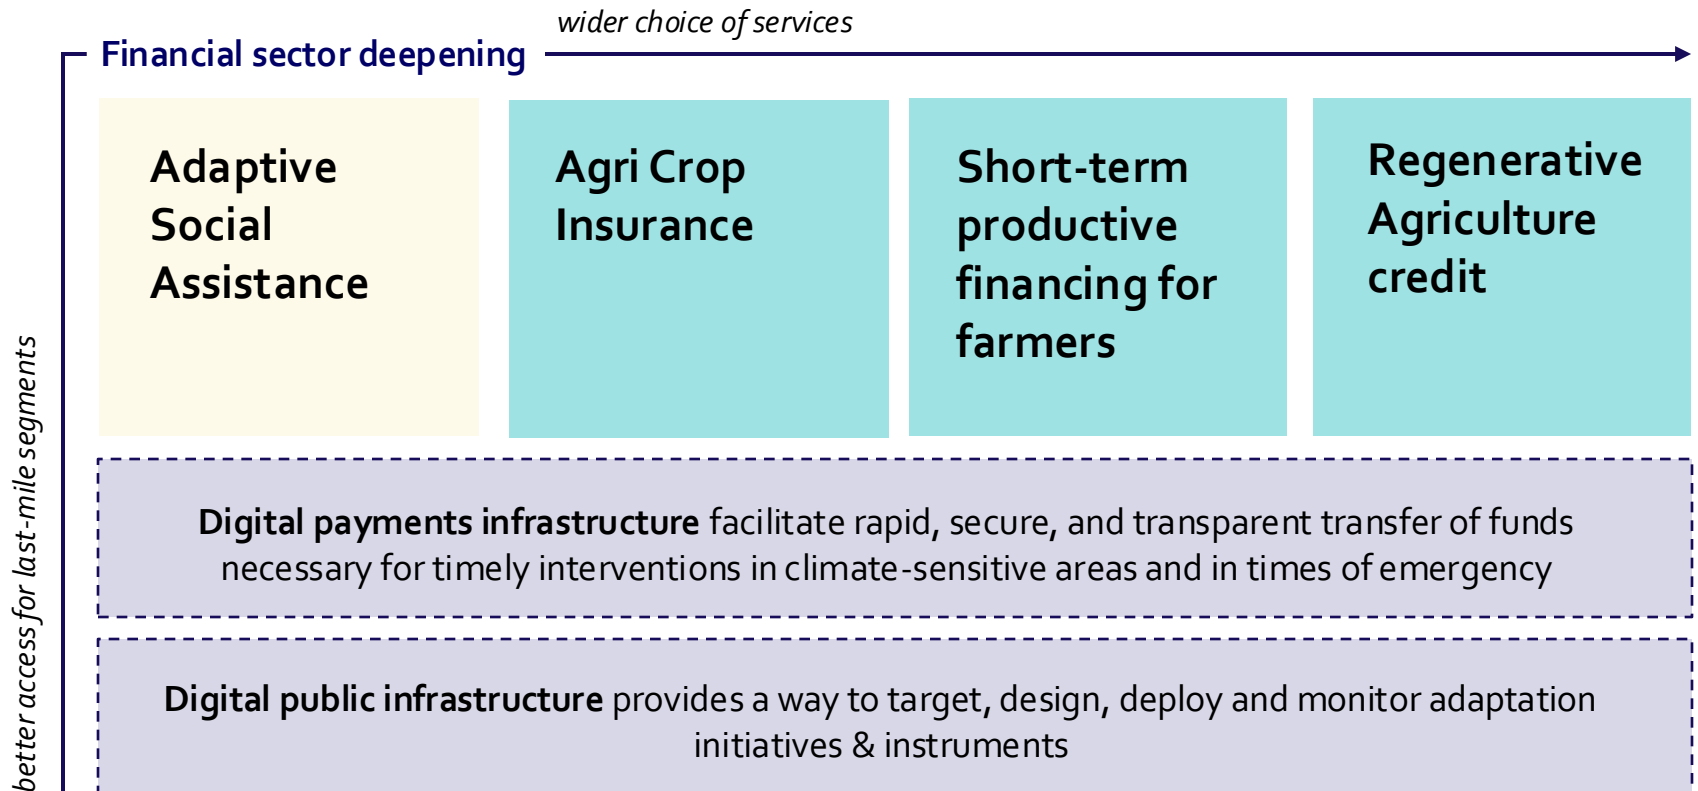 wider choice of services
Financial sector deepening
Adaptive
Social
Assistance
Agri Crop
Insurance
Short-term
productive
financing for
farmers
Regenerative
Agriculture
credit
better access for last-mile segments
Digital payments infrastructure facilitate rapid, secure, and transparent transfer of funds
necessary for timely interventions in climate-sensitive areas and in times of emergency
Digital public infrastructure provides a way to target, design, deploy and monitor adaptation
initiatives & instruments